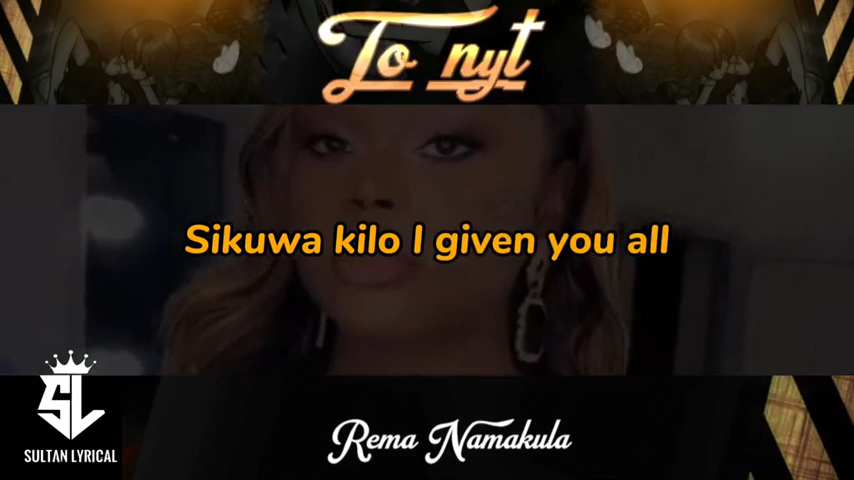 To nyt
Sikuwa kilo I given you all
SL
SULTAN LYRICAL
Rema Namakula